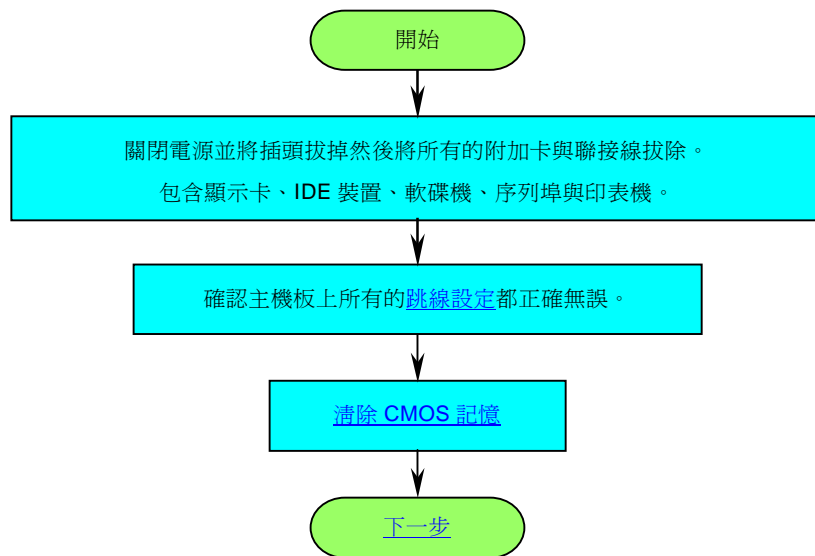 開始
關閉電源並將插頭拔掉然後將所有的附加卡與聯接線拔除。
包含顯示卡、IDE 裝置、軟碟機、序列埠與印表機。
確認主機板上所有的跳線設定都正確無誤。
清除 CMOS 記憶
下一步